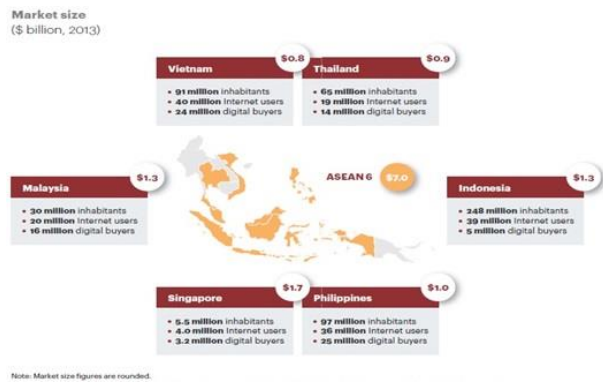 Market size
($ billion, 2013)
$0.8
Vietnam
• 91 million inhabitants
• 40 million Internet users
• 24 million digital buyers
$0.9
Thailand
• 65 million inhabitants
• 19 million Internet users
• 14 million digital buyers
ASEAN 6 $7.0
$1.3
Malaysia
• 30 million inhabitants
• 20 million Internet users
• 16 million digital buyers
$1.3
Indonesia
• 248 million inhabitants
• 39 million Internet users
• 5 million digital buyers
$1.7
Singapore
• 5.5 million inhabitants
• 4.0 million Internet users
• 3.2 million digital buyers
$1.0
Philippines
• 97 million inhabitants
• 36 million Internet users
• 25 million digital buyers
Note: Market size figures are rounded.